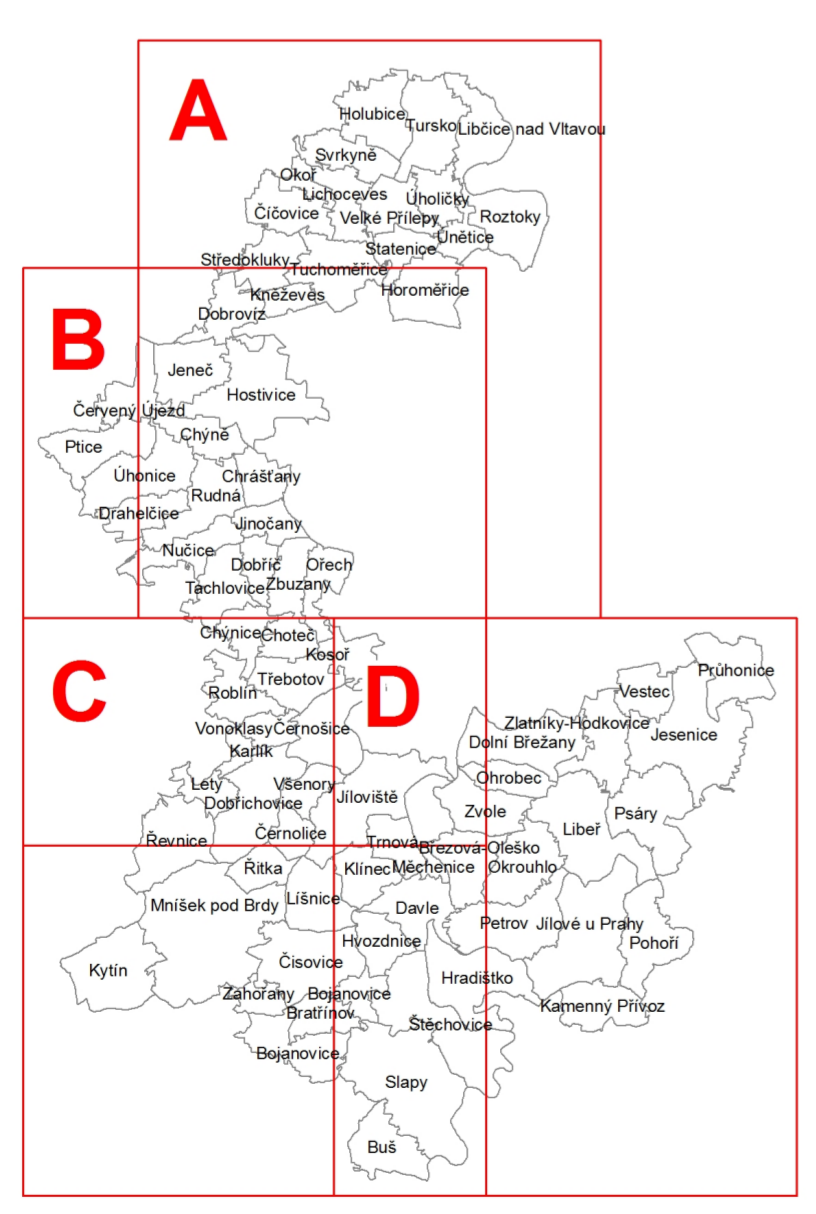 A
Holubice
Tursko
Libčice nad Vltavou
Svrkyně
Okoř
Lichoceves
Úholičky
Číčovice
Velké Přílepy
Roztoky
Únětice
Statenice
Středokluky
Tuchoměřice
Kněževes
Horoměřice
Dobrovíz
B
Jeneč
Hostivice
Červený Újezd
Chýně
Ptice
Úhonice
Chrášťany
Rudná
Drahelčice
Jinočany
Nučice
Dobříč
Ořech
Tachlovice
Zbuzany
Chýnice
Choteč
Kosoř
C
Třebotov
D
Průhonice
Roblín
Vestec
Vonoklasy
Černošice
Zlatníky-Hodkovice
Jesenice
Dolní Břežany
Karlík
Ohrobec
Lety
Všenory
Dobřichovice
Jíloviště
Zvole
Psáry
Libeř
Černolice
Řevnice
Trnová
Březová-Oleško
Řitka
Klínec
Měchenice
Okrouhlo
Mníšek pod Brdy
Líšnice
Davle
Petrov
Jílové u Prahy
Hvozdnice
Pohoří
Čisovice
Kytín
Hradištko
Zahořany
Bojanovice
Bratřínov
Kamenný Přívoz
Štěchovice
Bojanovice
Slapy
Buš